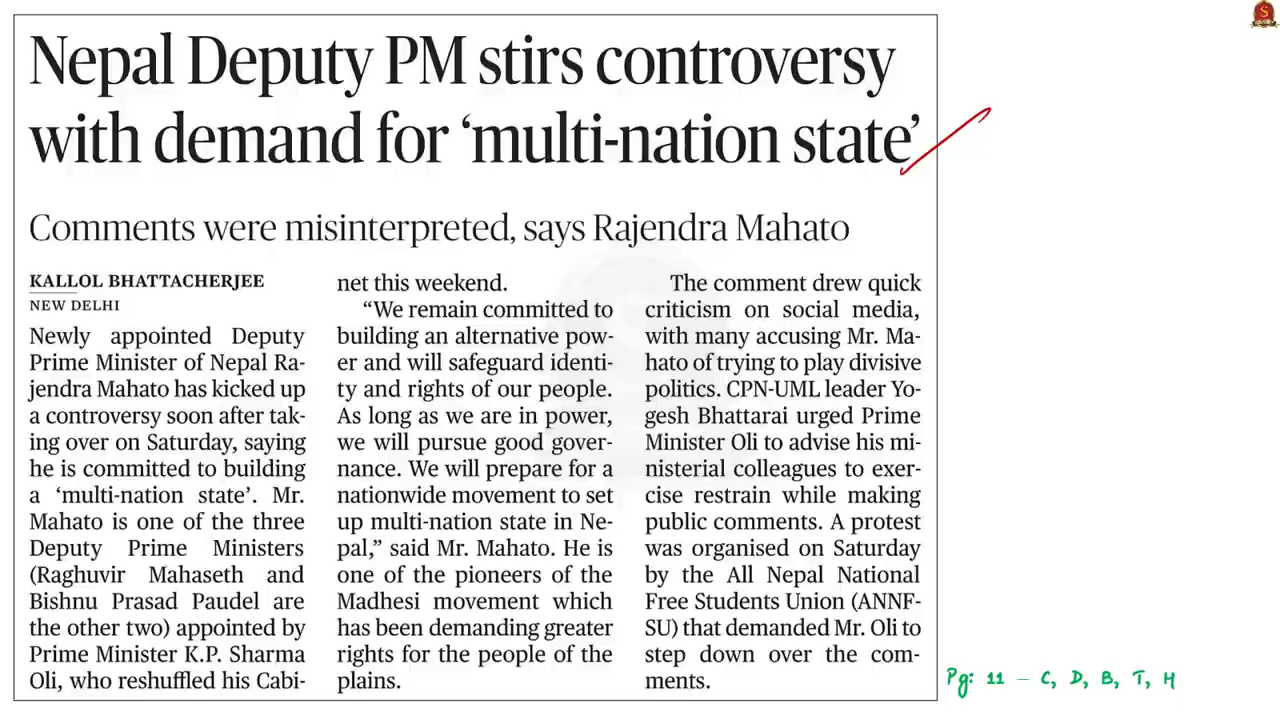 Nepal Deputy PM stirs controversy
with demand for ‘multi-nation state’
Comments were misinterpreted, says Rajendra Mahato
KALLOL BHATTACHERJEE
NEW DELHI
Newly appointed Deputy
Prime Minister of Nepal Ra-
jendra Mahato has kicked up
a controversy soon after tak-
ing over on Saturday, saying
he is committed to building
a ‘multi-nation state’. Mr.
Mahato is one of the three
Deputy Prime Ministers
(Raghuvir Mahaseth and
Bishnu Prasad Paudel are
the other two) appointed by
Prime Minister K.P. Sharma
Oli, who reshuffled his Cabi-
net this weekend.
“We remain committed to
building an alternative pow-
er and will safeguard identi-
ty and rights of our people.
As long as we are in power,
we will pursue good gover-
nance. We will prepare for a
nationwide movement to set
up multi-nation state in Ne-
pal,” said Mr. Mahato. He is
one of the pioneers of the
Madhesi movement which
has been demanding greater
rights for the people of the
plains.
The comment drew quick
criticism on social media,
with many accusing Mr. Ma-
hato of trying to play divisive
politics. CPN-UML leader Yo-
gesh Bhattarai urged Prime
Minister Oli to advise his mi-
nisterial colleagues to exer-
cise restrain while making
public comments. A protest
was organised on Saturday
by the All Nepal National
Free Students Union (ANNF-
SU) that demanded Mr. Oli to
step down over the com-
ments.
Pg: 11 – C, D, B, T, H